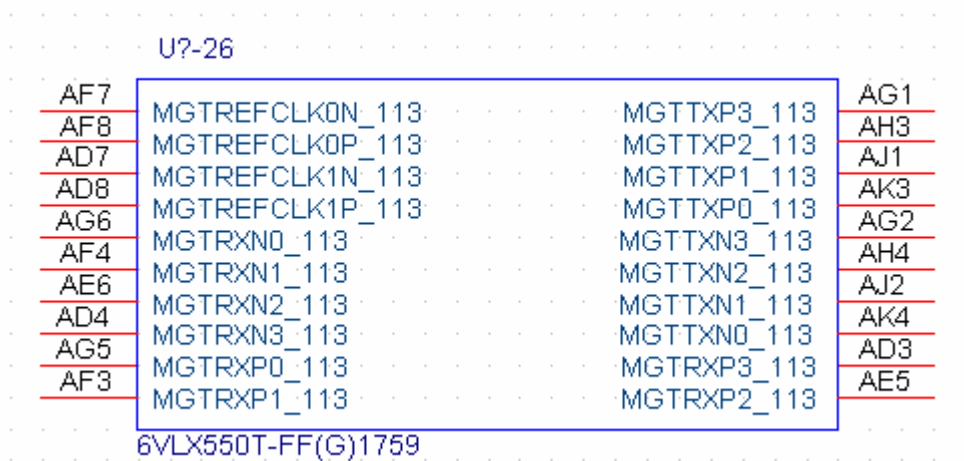 U?-26
AF7 MGTREFCLK0N_113 MGTTXP3_113 AG1
AF8 MGTREFCLK0P_113 MGTTXP2_113 AH3
AD7 MGTREFCLK1N_113 MGTTXP1_113 AJ1
AD8 MGTREFCLK1P_113 MGTTXP0_113 AK3
AG6 MGTRXN0_113 MGTTXN3_113 AG2
AF4 MGTRXN1_113 MGTTXN2_113 AH4
AE6 MGTRXN2_113 MGTTXN1_113 AJ2
AD4 MGTRXN3_113 MGTTXN0_113 AK4
AG5 MGTRXP0_113 MGTRXP3_113 AD3
AF3 MGTRXP1_113 MGTRXP2_113 AE5
6VLX550T-FF(G)1759